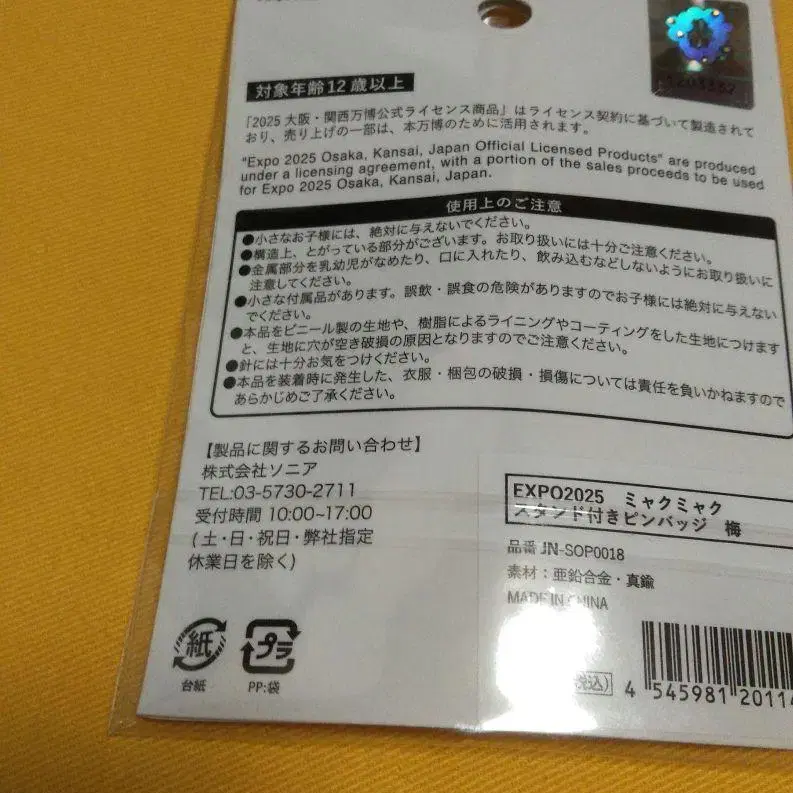 対象年齢12歳以上
「2025 大阪・関西万博公式ライセンス商品」はライセンス契約に基づいて製造されて
おり、売り上げの一部は、本万博のために活用されます。
"Expo 2025 Osaka, Kansai, Japan Official Licensed Products" are produced
under a licensing agreement, with a portion of the sales proceeds to be used
for Expo 2025 Osaka, Kansai, Japan.
使用上のご注意
●小さなお子様には、絶対に与えないでください。
●構造上、とがっている部分がございます。お取り扱いには十分ご注意ください。
●金属部分を乳幼児がなめたり、口に入れたり、飲み込むなどしないようにお取り扱いに
注意してください。
●小さな付属品があります。誤飲・誤食の危険がありますのでお子様には絶対に与えない
でください。
●本品をビニール製の生地や、樹脂によるライニングやコーティングをした生地につけます
と、生地に穴が空き破損の原因となりますのでご注意ください。
●針には十分お気をつけください。
●本品を装着時に発生した、衣服・梱包の破損・損傷については責任を負いかねますので
あらかじめご了承ください。
【製品に関するお問い合わせ】
株式会社ソニア
TEL:03-5730-2711
受付時間 10:00~17:00
(土・日・祝日・弊社指定
休業日を除く)
EXPO2025 ミャクミャク
スタンド付きピンバッジ 梅
品番 JN-SOP0018
素材:亜鉛合金・真鍮
MADE IN CHINA
紙 プラ
台紙 PP:袋
税込)
4 545981 20114